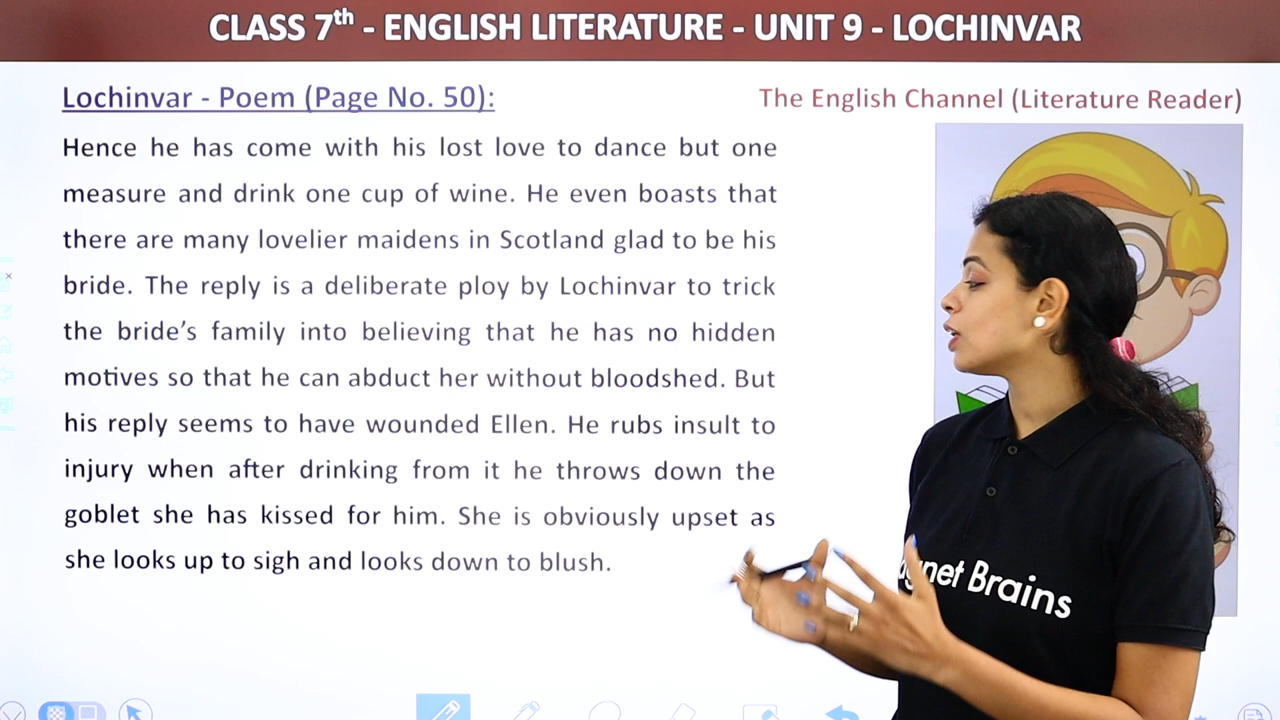 CLASS 7th - ENGLISH LITERATURE - UNIT 9 - LOCHINVAR
Lochinvar - Poem (Page No. 50):
The English Channel (Literature Reader)
Hence he has come with his lost love to dance but one
measure and drink one cup of wine. He even boasts that
there are many lovelier maidens in Scotland glad to be his
bride. The reply is a deliberate ploy by Lochinvar to trick
the bride’s family into believing that he has no hidden
motives so that he can abduct her without bloodshed. But
his reply seems to have wounded Ellen. He rubs insult to
injury when after drinking from it he throws down the
goblet she has kissed for him. She is obviously upset as
she looks up to sigh and looks down to blush.
Brains